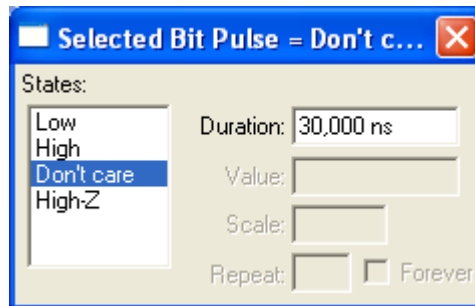 Selected Bit Pulse = Don't c...
States:
Low
High
Don't care
High-Z
Duration: 30,000 ns
Value:
Scale:
Repeat: Forever